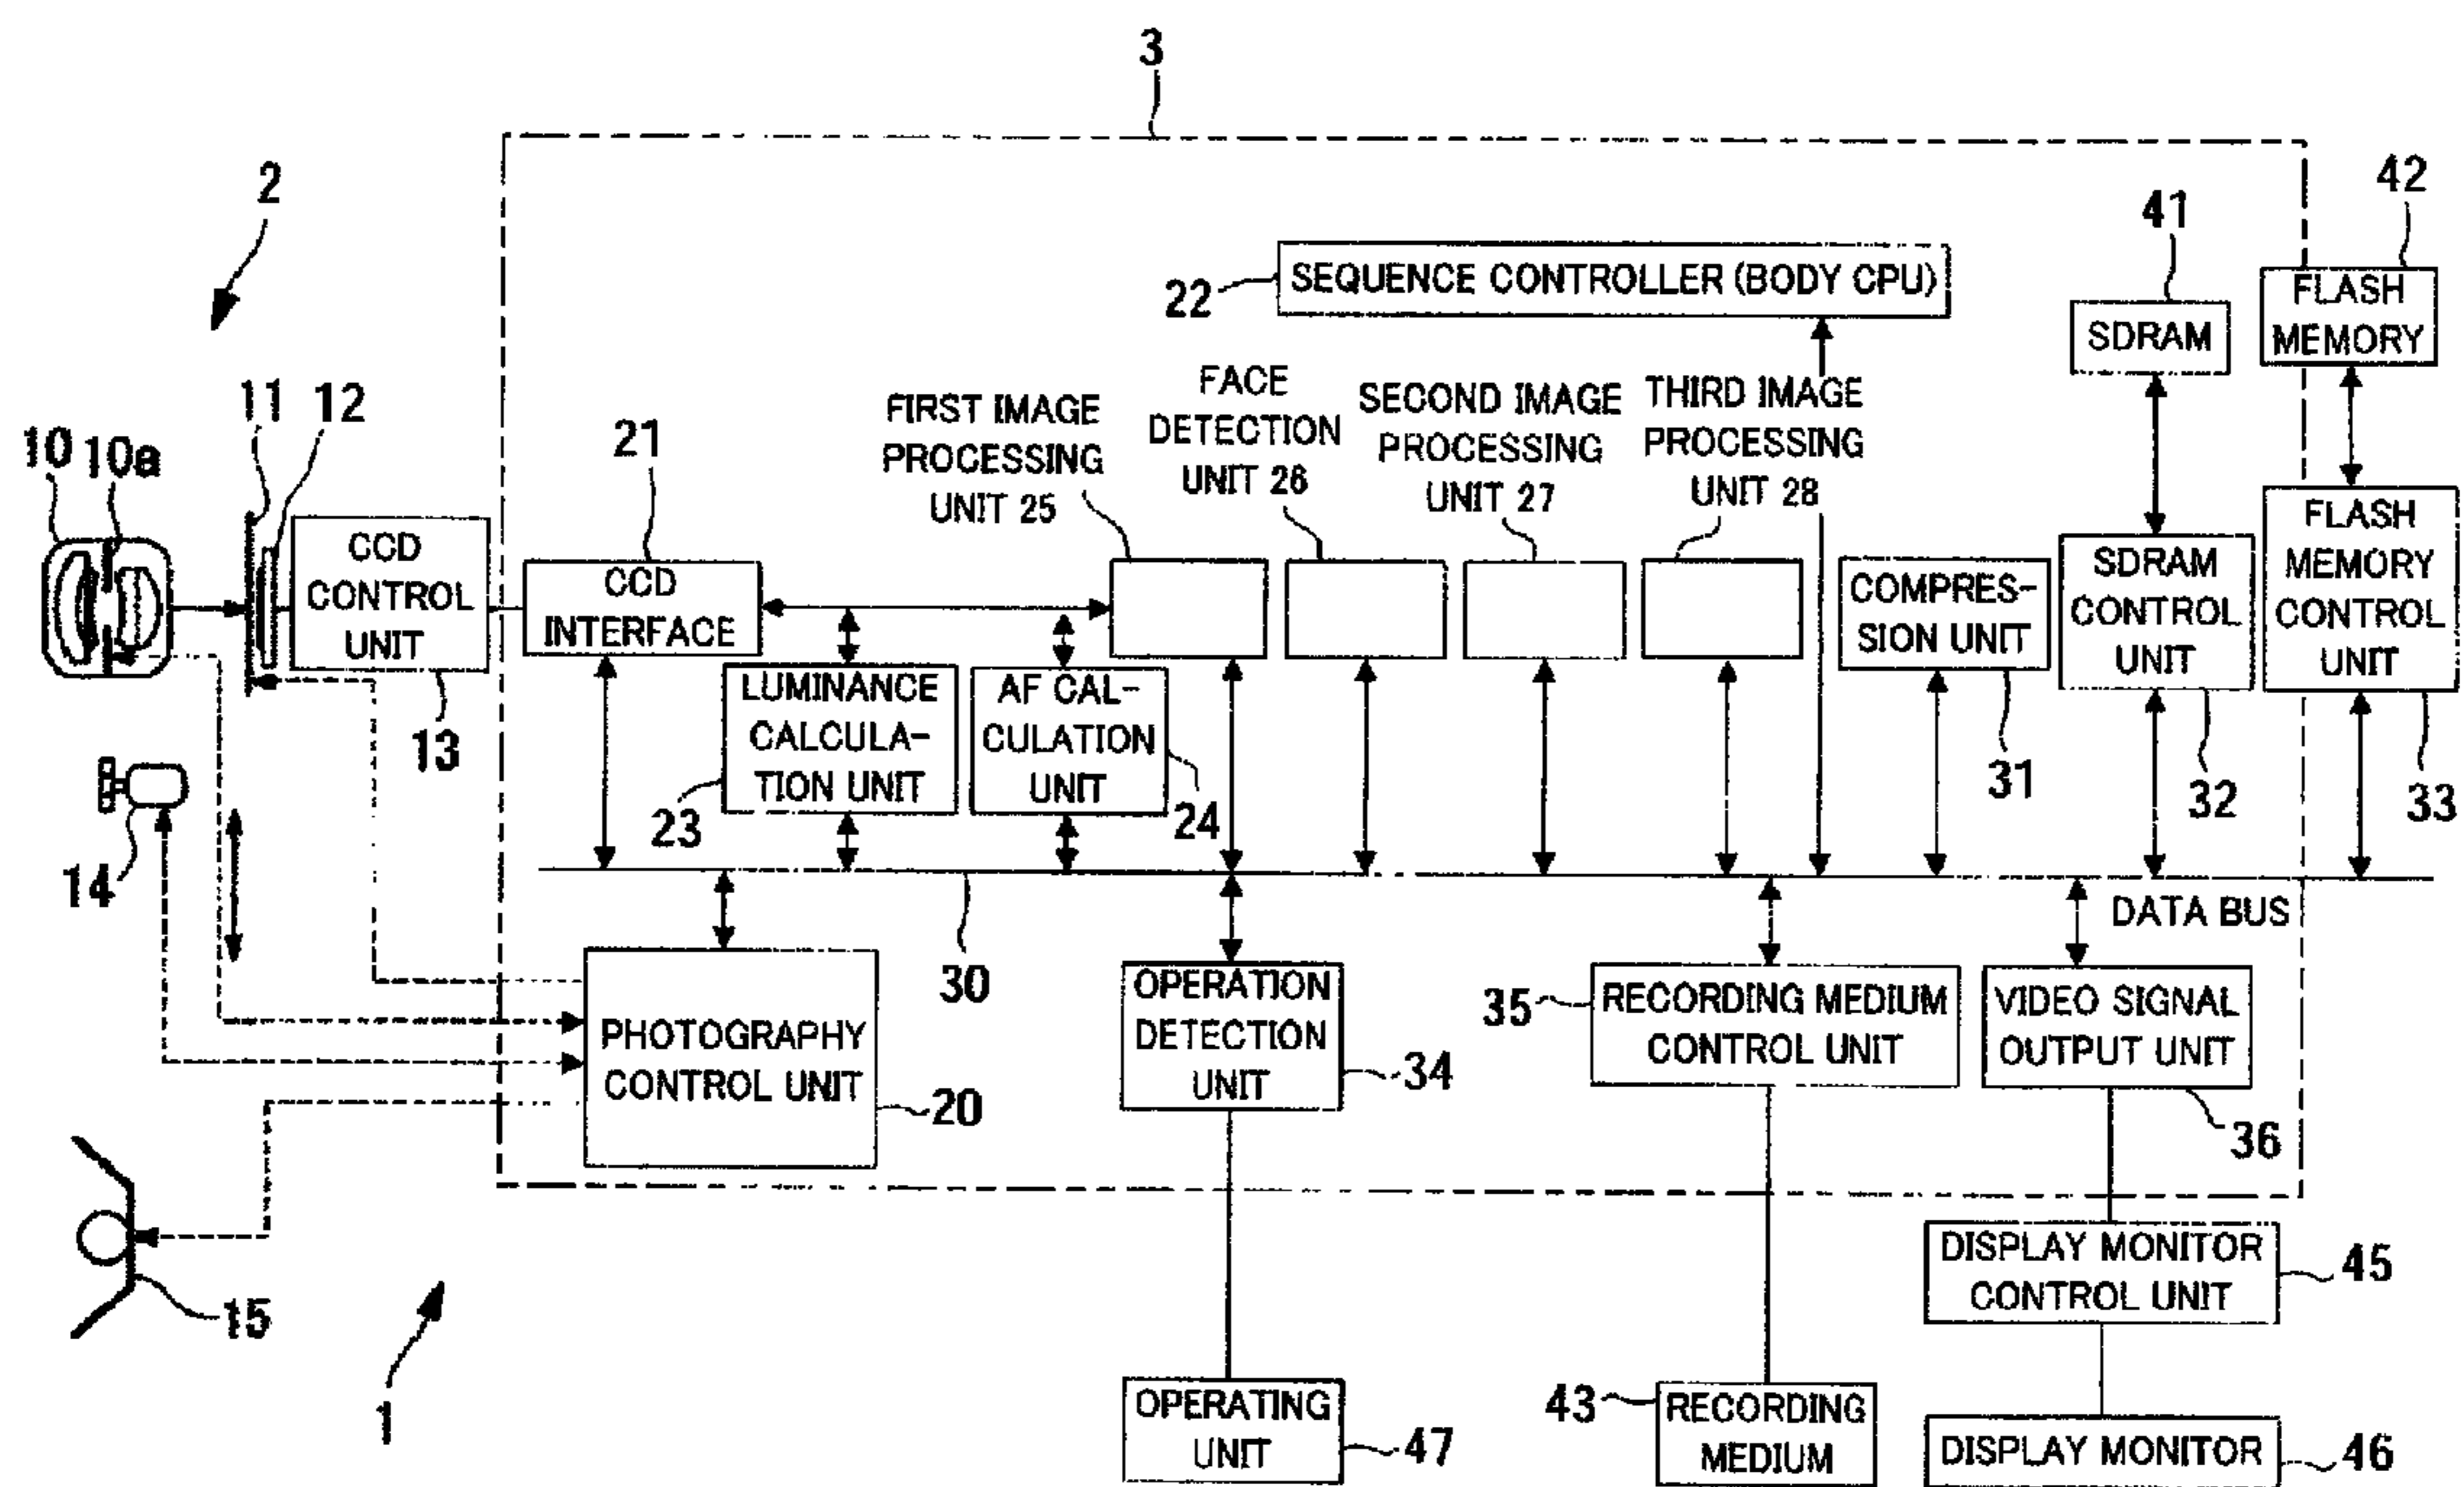 3
2
42
41
22
SEQUENCE CONTROLLER (BODY CPU)
FLASH
MEMORY
SDRAM
10
10a
11
12
21
FIRST IMAGE
PROCESSING
UNIT 25
FACE
DETECTION
UNIT 26
SECOND IMAGE
PROCESSING
UNIT 27
THIRD IMAGE
PROCESSING
UNIT 28
CCD
CONTROL
UNIT
13
CCD
INTERFACE
COMPRES-
SION UNIT
31
SDRAM
CONTROL
UNIT
32
FLASH
MEMORY
CONTROL
UNIT
33
LUMINANCE
CALCULA-
TION UNIT
23
AF CAL-
CULATION
UNIT
24
14
30
DATA BUS
PHOTOGRAPHY
CONTROL UNIT
20
OPERATION
DETECTION
UNIT
34
35
RECORDING MEDIUM
CONTROL UNIT
VIDEO SIGNAL
OUTPUT UNIT
36
15
1
DISPLAY MONITOR
CONTROL UNIT
45
OPERATING
UNIT
47
43
RECORDING
MEDIUM
DISPLAY MONITOR
46